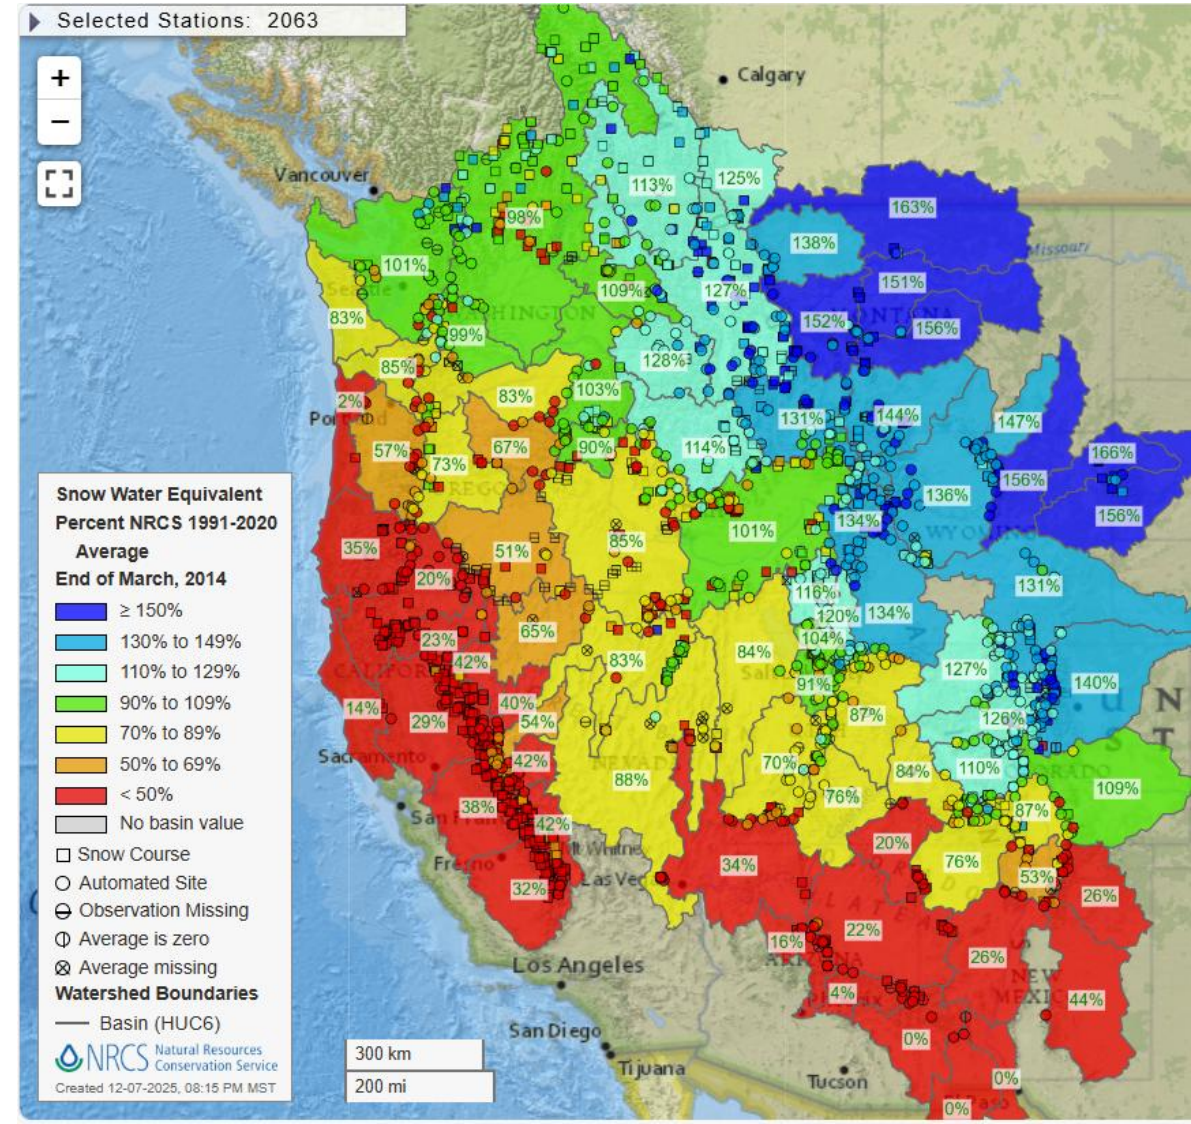 Selected Stations: 2063
+
−
Calgary
Vancouver
113%
125%
98%
163%
138%
Missouri
101%
Seattle
109%
127%
151%
83%
WASHINGTON
99%
152%
MONTANA
156%
128%
85%
83%
103%
2%
Portland
131%
144%
147%
57%
67%
90%
114%
73%
166%
OREGON
136%
156%
156%
35%
85%
101%
134%
WYOMING
51%
20%
116%
131%
65%
120%
134%
23%
104%
42%
83%
84%
127%
CALIFOR
91%
140%
40%
14%
29%
54%
87%
126%
U N
S T
Sacramento
42%
NEVADA
70%
84%
110%
COLORADO
88%
76%
109%
38%
San Fran
42%
87%
Mt Whitney
20%
Fresno
34%
76%
32%
Las Vegas
53%
26%
22%
16%
ARIZONA
26%
Los Angeles
NEW
4%
Phoenix
MEXICO
44%
San Diego
0%
Tijuana
Tucson
0%
0%
El Paso
Snow Water Equivalent
Percent NRCS 1991-2020
Average
End of March, 2014
≥ 150%
130% to 149%
110% to 129%
90% to 109%
70% to 89%
50% to 69%
< 50%
No basin value
Snow Course
Automated Site
Observation Missing
Average is zero
Average missing
Watershed Boundaries
Basin (HUC6)
NRCS Natural Resources
Conservation Service
Created 12-07-2025, 08:15 PM MST
300 km
200 mi